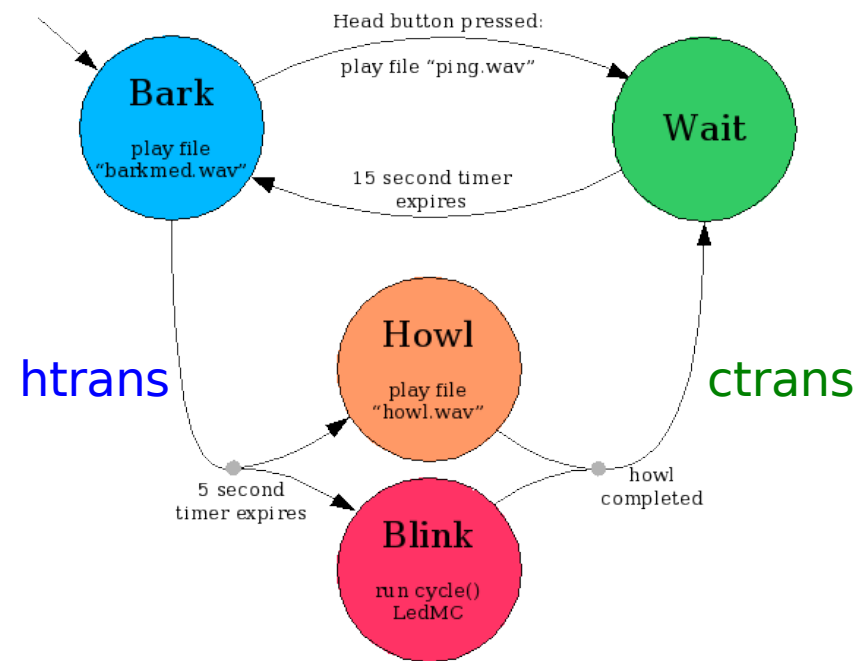 Head button pressed:
play file “ping.wav”
Bark
play file
“barkmed.wav”
Wait
15 second timer
expires
Howl
play file
“howl.wav”
htrans
ctrans
5 second
timer expires
howl
completed
Blink
run cycle()
LedMC